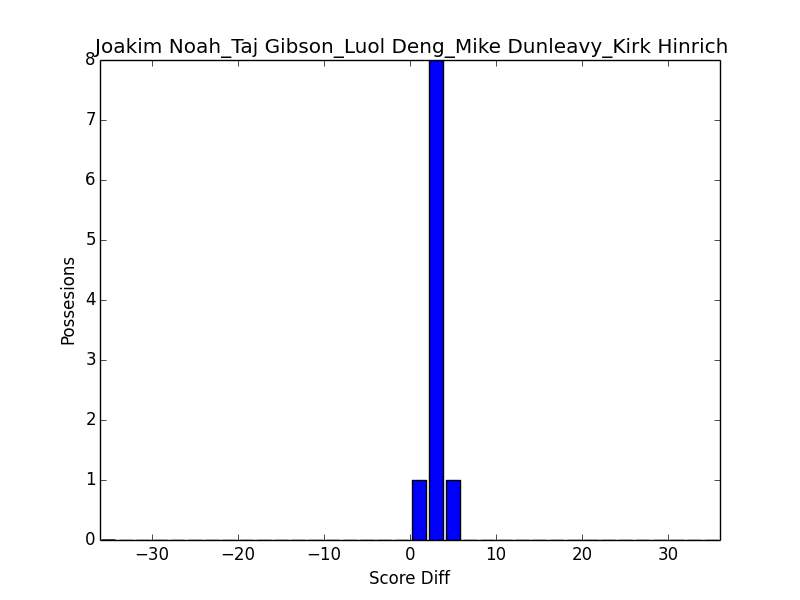 Joakim Noah_Taj Gibson_Luol Deng_Mike Dunleavy_Kirk Hinrich
8
7
6
5
4
3
2
1
0
Possesions
−30 −20 −10 0 10 20 30
Score Diff